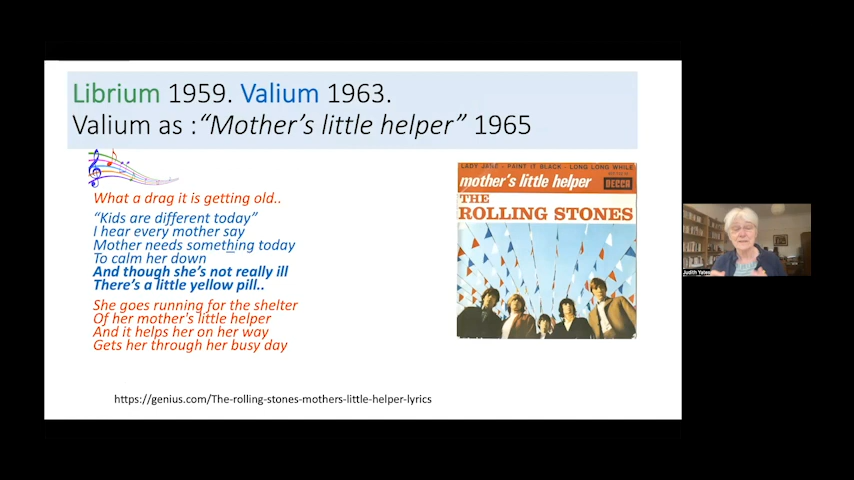 Librium 1959. Valium 1963.
Valium as :“Mother’s little helper” 1965
What a drag it is getting old..
“Kids are different today”
I hear every mother say
Mother needs something today
To calm her down
And though she’s not really ill
There’s a little yellow pill..
She goes running for the shelter
Of her mother’s little helper
And it helps her on her way
Gets her through her busy day
https://genius.com/The-rolling-stones-mothers-little-helper-lyrics
LADY JANE - PAINT IT BLACK - LONG LONG WHILE
mother's little helper
DECCA
THE
ROLLING STONES
Judith Yates